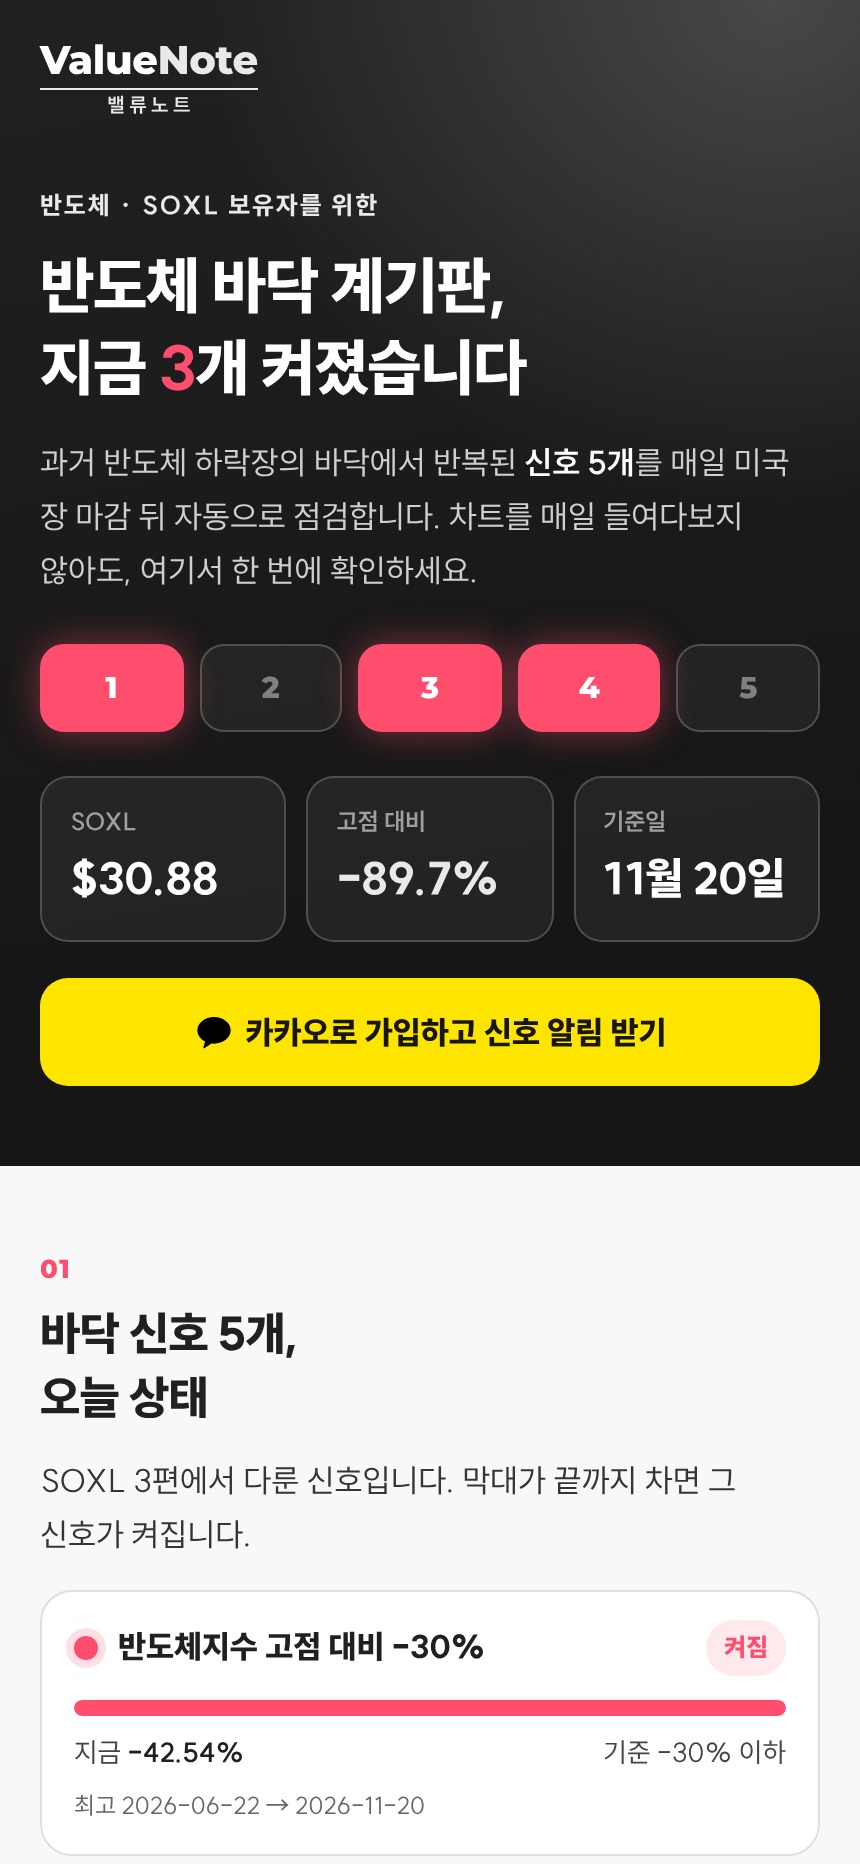 ValueNote
밸류노트
반도체 · SOXL 보유자를 위한
반도체 바닥 계기판,
지금 3개 켜졌습니다
과거 반도체 하락장의 바닥에서 반복된 신호 5개를 매일 미국
장 마감 뒤 자동으로 점검합니다. 차트를 매일 들여다보지
않아도, 여기서 한 번에 확인하세요.
1 2 3 4 5
SOXL 고점 대비 기준일
$30.88 -89.7% 11월 20일
카카오로 가입하고 신호 알림 받기
01
바닥 신호 5개,
오늘 상태
SOXL 3편에서 다룬 신호입니다. 막대가 끝까지 차면 그
신호가 켜집니다.
반도체지수 고점 대비 -30% 켜짐
지금 -42.54% 기준 -30% 이하
최고 2026-06-22 → 2026-11-20